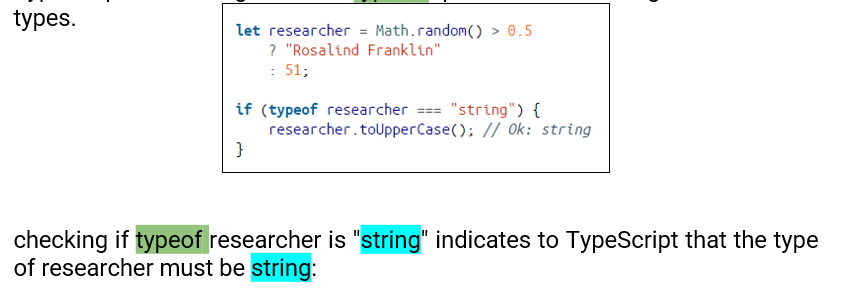 types.
let researcher = Math.random() > 0.5
? "Rosalind Franklin"
: 51;
if (typeof researcher === "string") {
researcher.toUpperCase(); // Ok: string
}
checking if typeof researcher is "string" indicates to TypeScript that the type
of researcher must be string: